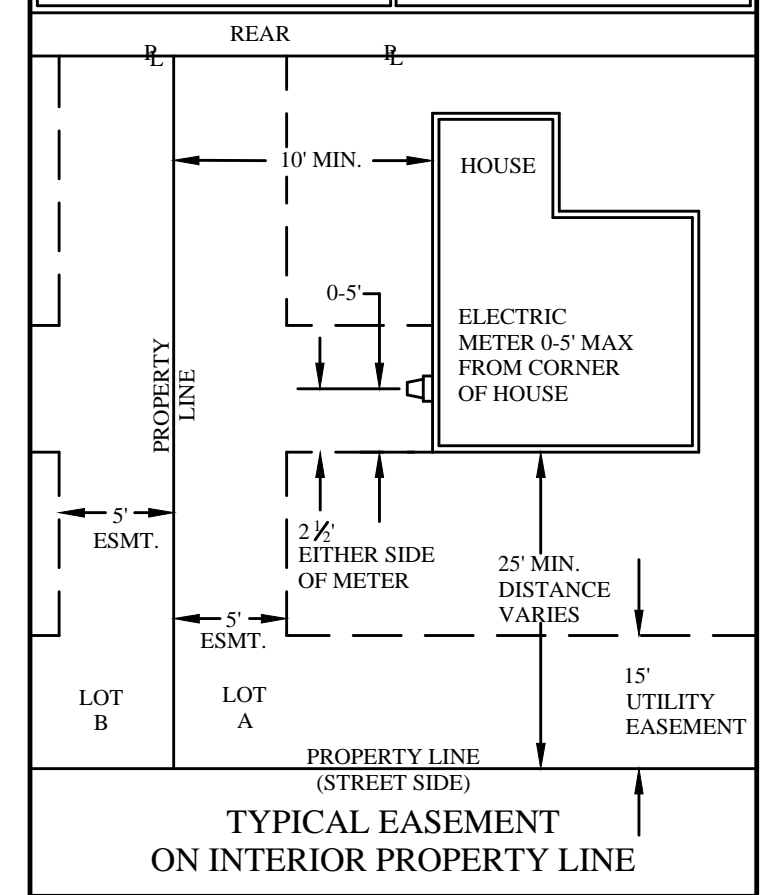 REAR
PL
PL
10' MIN.
HOUSE
0-5'
ELECTRIC
METER 0-5' MAX
FROM CORNER
OF HOUSE
PROPERTY
LINE
5'
ESMT.
2 1/2'
EITHER SIDE
OF METER
25' MIN.
DISTANCE
VARIES
5'
ESMT.
15'
UTILITY
EASEMENT
LOT
B
LOT
A
PROPERTY LINE
(STREET SIDE)
TYPICAL EASEMENT
ON INTERIOR PROPERTY LINE